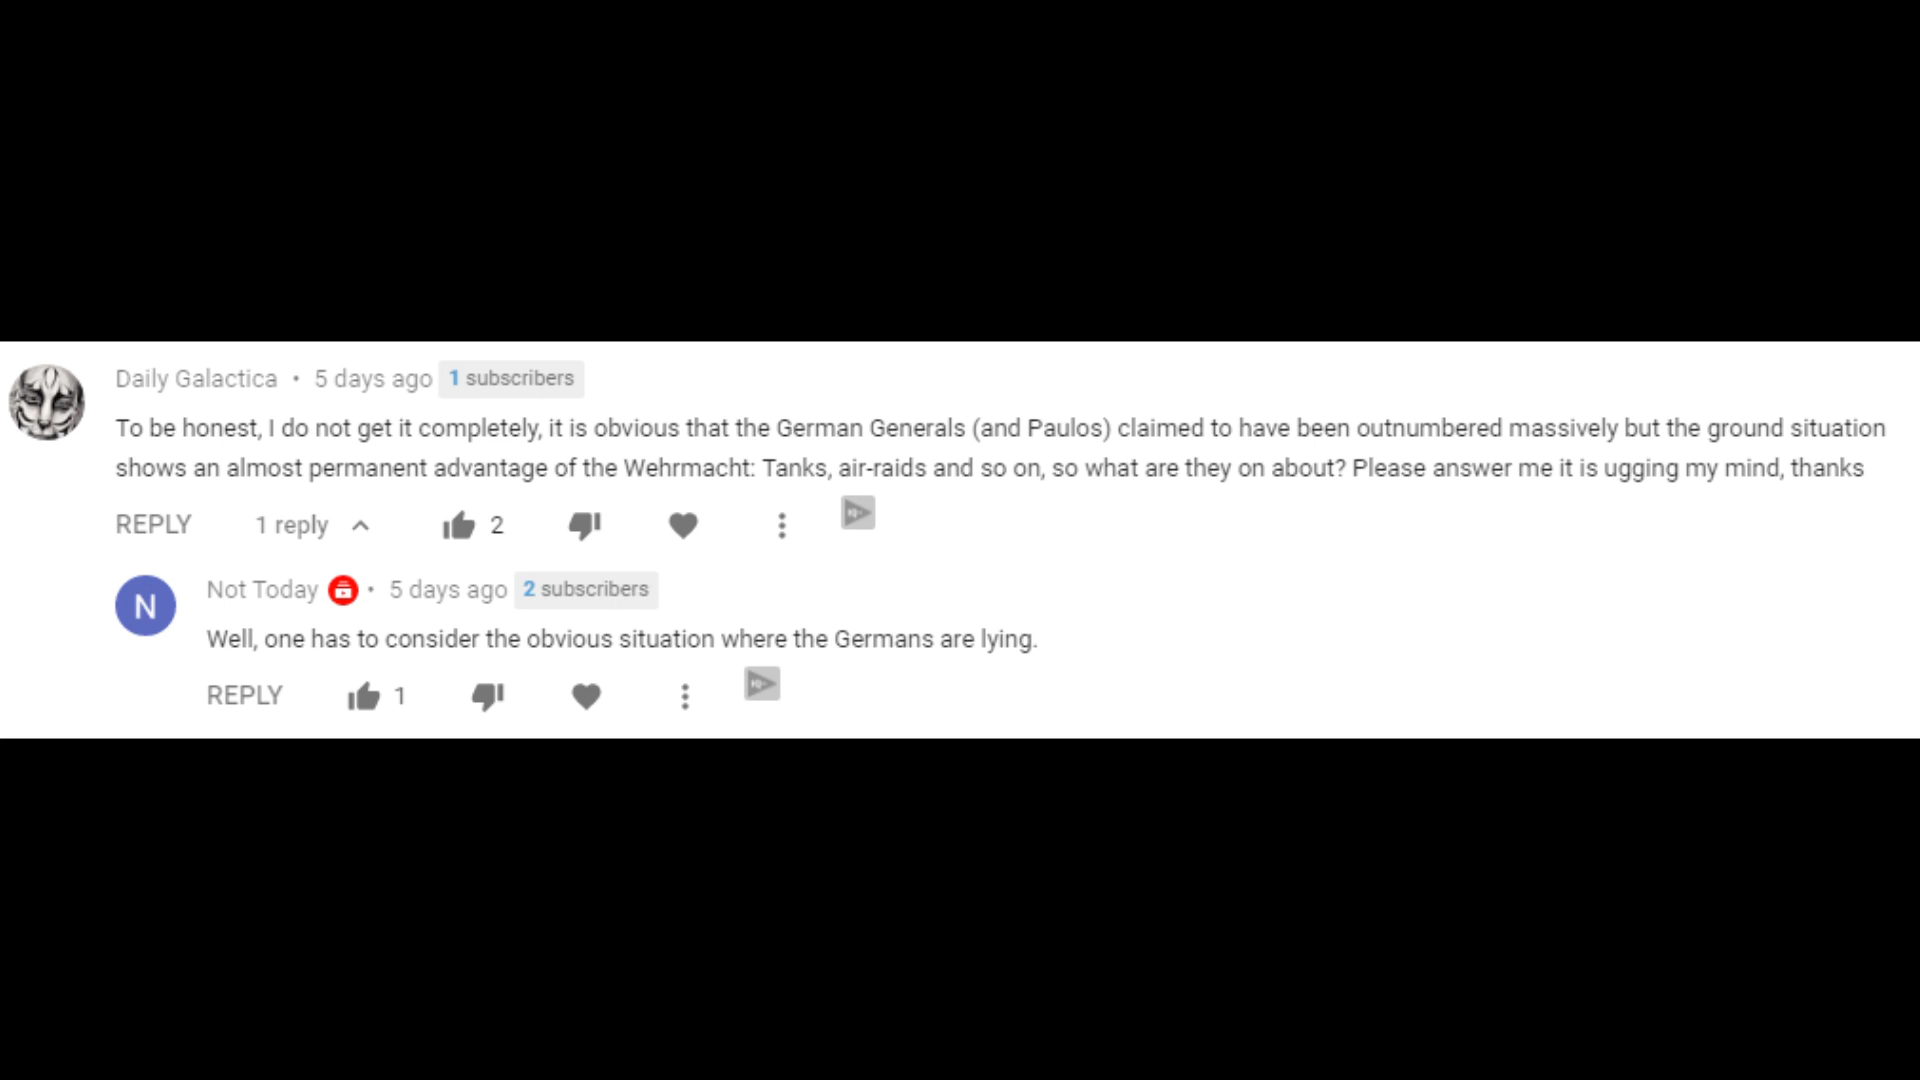 Daily Galactica • 5 days ago 1 subscribers
To be honest, I do not get it completely, it is obvious that the German Generals (and Paulos) claimed to have been outnumbered massively but the ground situation
shows an almost permanent advantage of the Wehrmacht: Tanks, air-raids and so on, so what are they on about? Please answer me it is ugging my mind, thanks
REPLY 1 reply 2
N
Not Today • 5 days ago 2 subscribers
Well, one has to consider the obvious situation where the Germans are lying.
REPLY 1